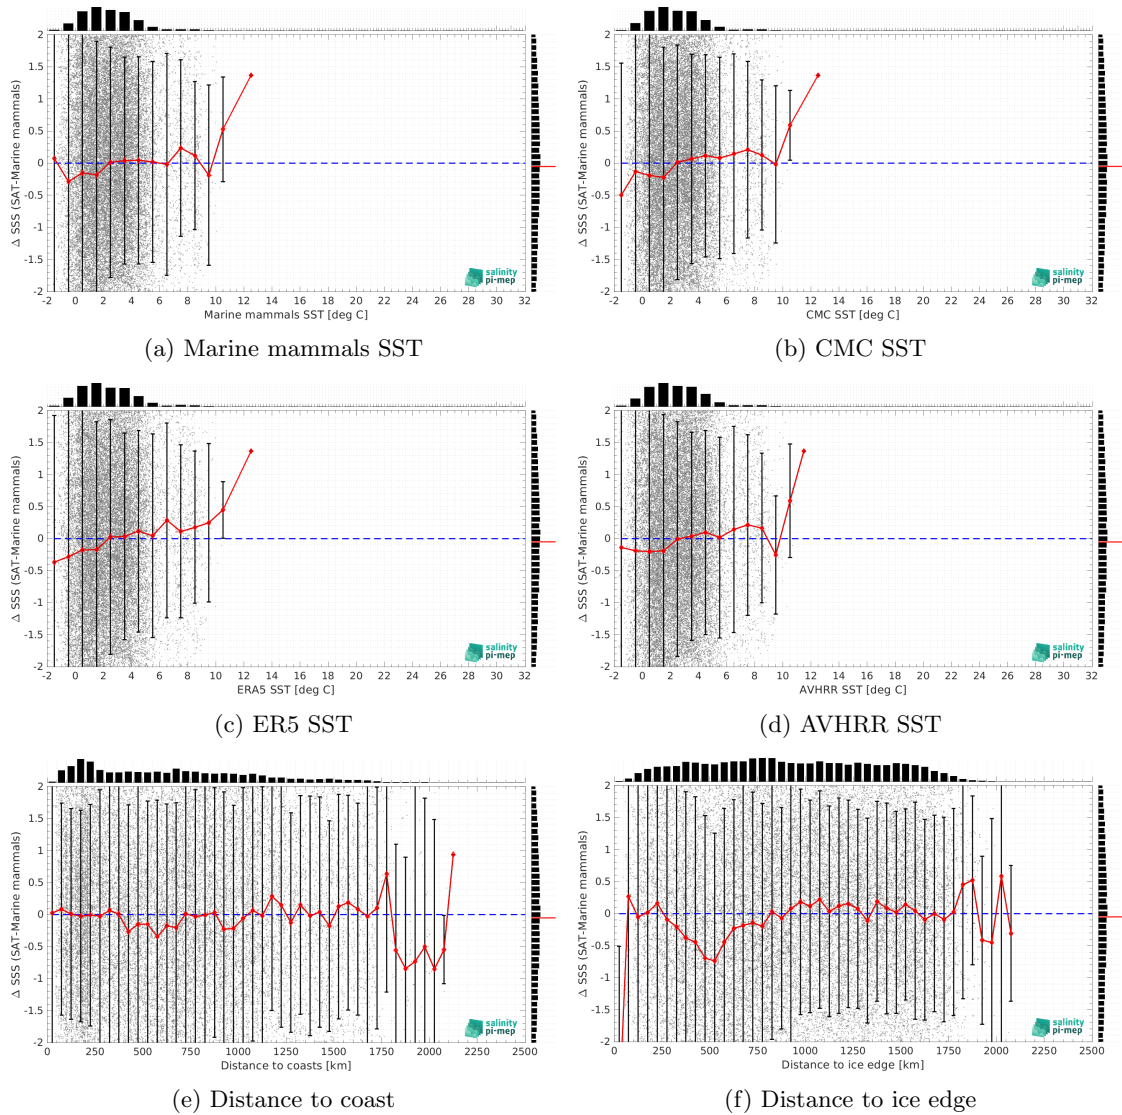 2
1.5
1
0.5
0
-0.5
-1
-1.5
-2
Δ SSS (SAT-Marine mammals)
salinity
pi-mep
-2 0 2 4 6 8 10 12 14 16 18 20 22 24 26 28 30 32
Marine mammals SST [deg C]
(a) Marine mammals SST
2
1.5
1
0.5
0
-0.5
-1
-1.5
-2
Δ SSS (SAT-Marine mammals)
salinity
pi-mep
-2 0 2 4 6 8 10 12 14 16 18 20 22 24 26 28 30 32
CMC SST [deg C]
(b) CMC SST
2
1.5
1
0.5
0
-0.5
-1
-1.5
-2
Δ SSS (SAT-Marine mammals)
salinity
pi-mep
-2 0 2 4 6 8 10 12 14 16 18 20 22 24 26 28 30 32
ERA5 SST [deg C]
(c) ER5 SST
2
1.5
1
0.5
0
-0.5
-1
-1.5
-2
Δ SSS (SAT-Marine mammals)
salinity
pi-mep
-2 0 2 4 6 8 10 12 14 16 18 20 22 24 26 28 30 32
AVHRR SST [deg C]
(d) AVHRR SST
2
1.5
1
0.5
0
-0.5
-1
-1.5
-2
Δ SSS (SAT-Marine mammals)
salinity
pi-mep
0 250 500 750 1000 1250 1500 1750 2000 2250 2500
Distance to coasts [km]
(e) Distance to coast
2
1.5
1
0.5
0
-0.5
-1
-1.5
-2
Δ SSS (SAT-Marine mammals)
salinity
pi-mep
0 250 500 750 1000 1250 1500 1750 2000 2250 2500
Distance to ice edge [km]
(f) Distance to ice edge